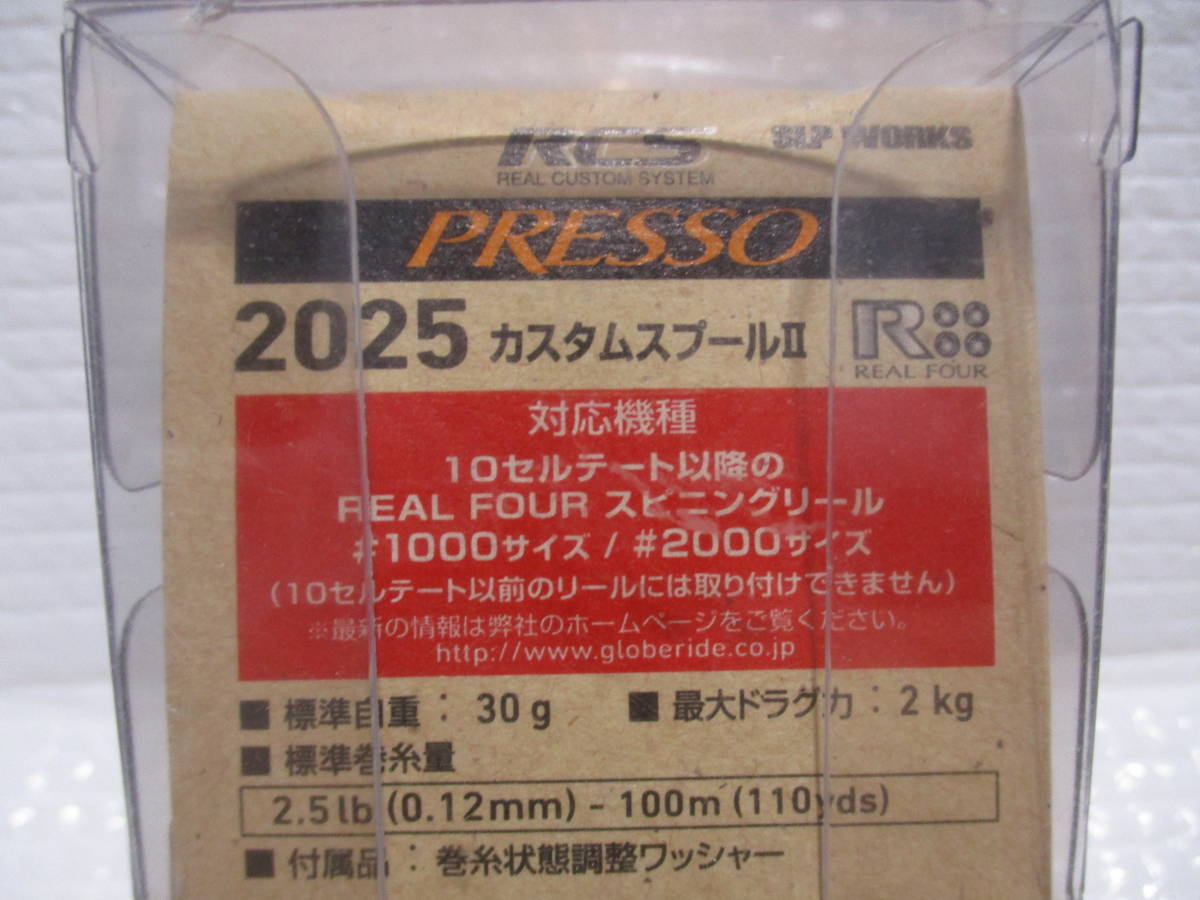 RCS SLP WORKS
REAL CUSTOM SYSTEM
PRESSO
2025 カスタムスプールⅡ
R
REAL FOUR
対応機種
10セルテート以降の
REAL FOUR スピニングリール
#1000サイズ / #2000サイズ
(10セルテート以前のリールには取り付けできません)
※最新の情報は弊社のホームページをご覧ください。
http://www.globeride.co.jp
■ 標準自重 : 30 g ■ 最大ドラグ力 : 2 kg
■ 標準巻糸量
2.5 lb (0.12mm) - 100m (110yds)
■ 付属品 : 巻糸状態調整ワッシャー